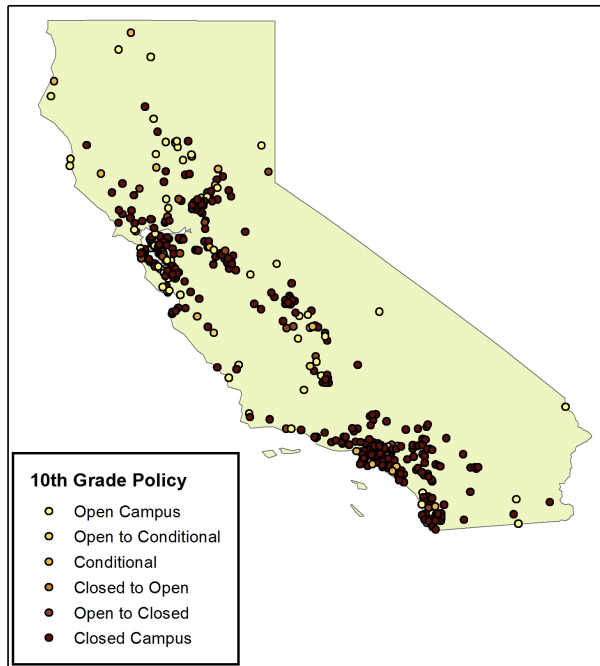 10th Grade Policy
Open Campus
Open to Conditional
Conditional
Closed to Open
Open to Closed
Closed Campus